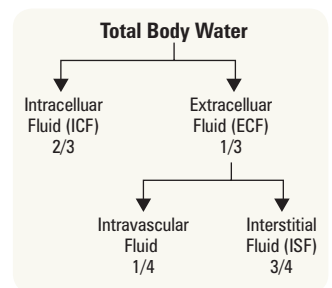 Total Body Water
Intracelluar
Fluid (ICF)
2/3
Extracelluar
Fluid (ECF)
1/3
Intravascular
Fluid
1/4
Interstitial
Fluid (ISF)
3/4